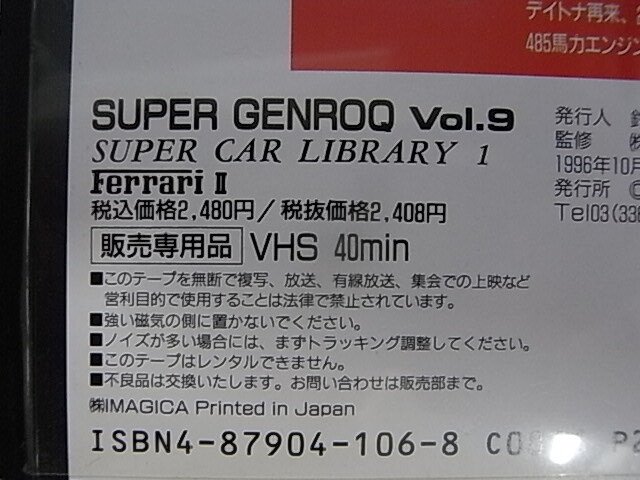 デイトナ再来、
485馬力エンジン
SUPER GENROQ Vol.9
SUPER CAR LIBRARY 1
Ferrari II
税込価格2,480円/税抜価格2,408円
販売専用品 VHS 40min
■このテープを無断で複写、放送、有線放送、集会での上映など
営利目的で使用することは法律で禁止されています。
■強い磁気の側に置かないでください。
■ノイズが多い場合には、まずトラッキング調整してください。
■このテープはレンタルできません。
■不良品は交換いたします。お問い合わせは販売部まで。
㈱IMAGICA Printed in Japan
ISBN4-87904-106-8
発行人
監修 ㈱
1996年10月
発行所 ©
Tel03(336